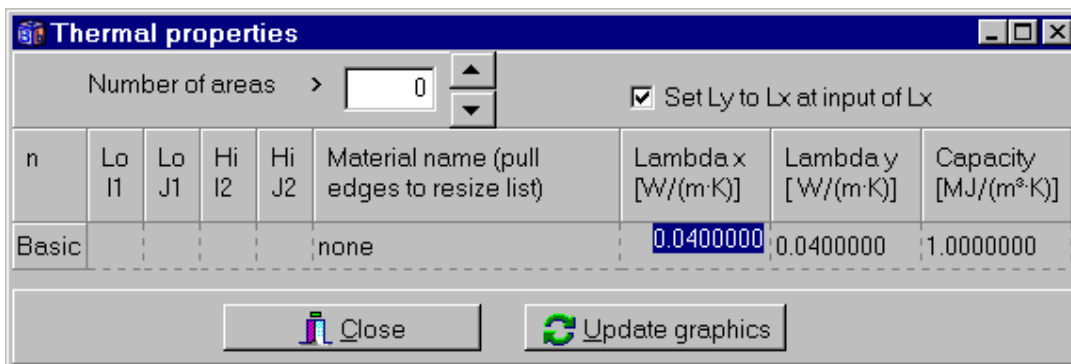 Thermal properties
Number of areas > 0
Set Ly to Lx at input of Lx
n Lo Lo Hi Hi Material name (pull Lambda x Lambda y Capacity
I1 J1 I2 J2 edges to resize list) [W/(m·K)] [W/(m·K)] [MJ/(m³·K)]
Basic none 0.0400000 0.0400000 1.0000000
Close Update graphics